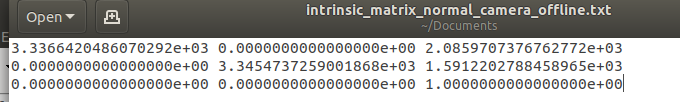 Open
intrinsic_matrix_normal_camera_offline.txt
~/Documents
3.3366420486070292e+03 0.0000000000000000e+00 2.0859707376762772e+03
0.0000000000000000e+00 3.3454737259001868e+03 1.5912202788458965e+03
0.0000000000000000e+00 0.0000000000000000e+00 1.0000000000000000e+00